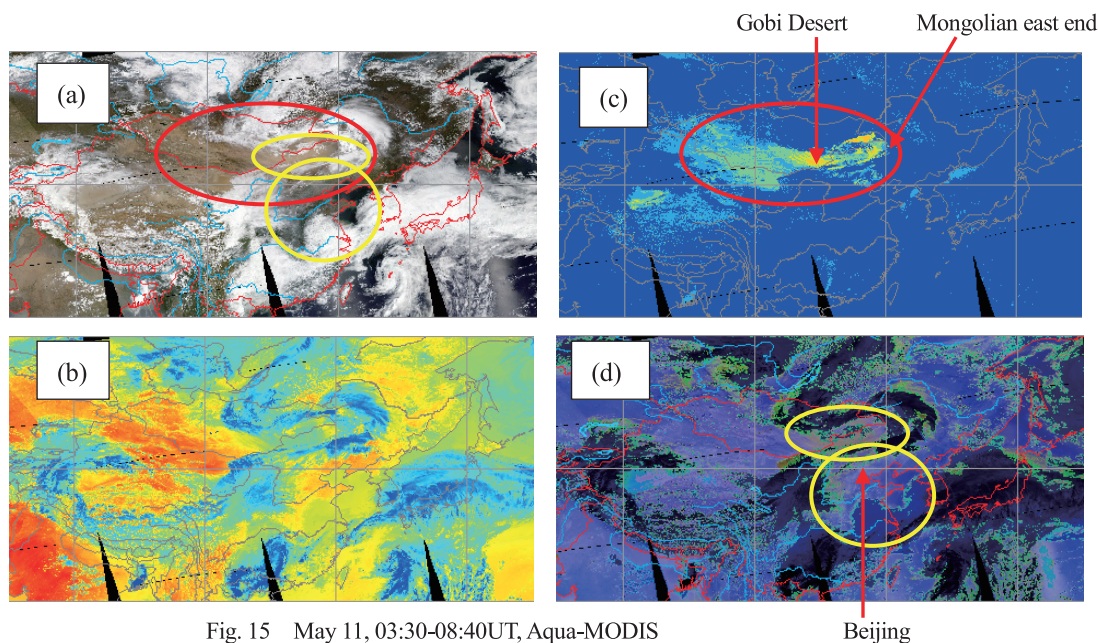 Gobi Desert
Mongolian east end
(a)
(c)
(b)
(d)
Fig. 15 May 11, 03:30-08:40UT, Aqua-MODIS
Beijing